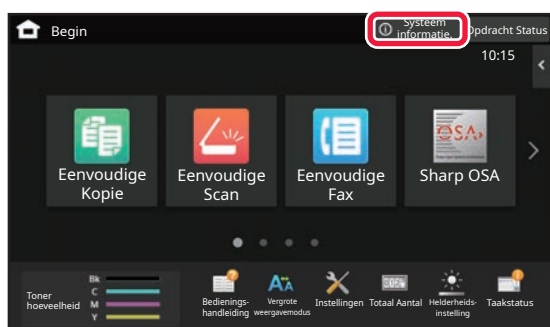 Begin
Systeem
informatie.
Opdracht Status
10:15
Eenvoudige
Kopie
Eenvoudige
Scan
Eenvoudige
Fax
OSA
Sharp OSA
Toner
hoeveelheid
Bk
C
M
Y
Bedienings-
handleiding
Vergrote
weergavemodus
Instellingen
Totaal Aantal
Helderheids-
instelling
Taakstatus